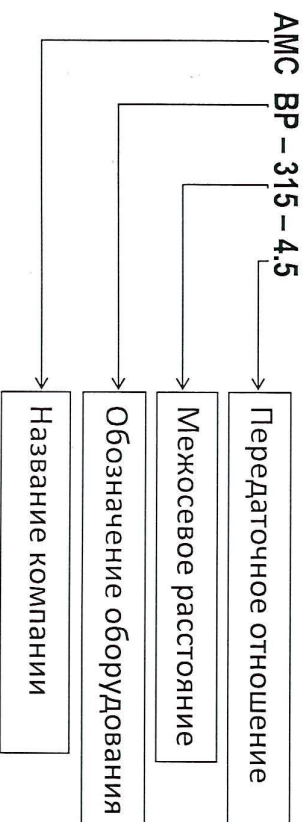 АМС ВР – 315 – 4.5
Передаточное отношение
Межосевое расстояние
Обозначение оборудования
Название компании